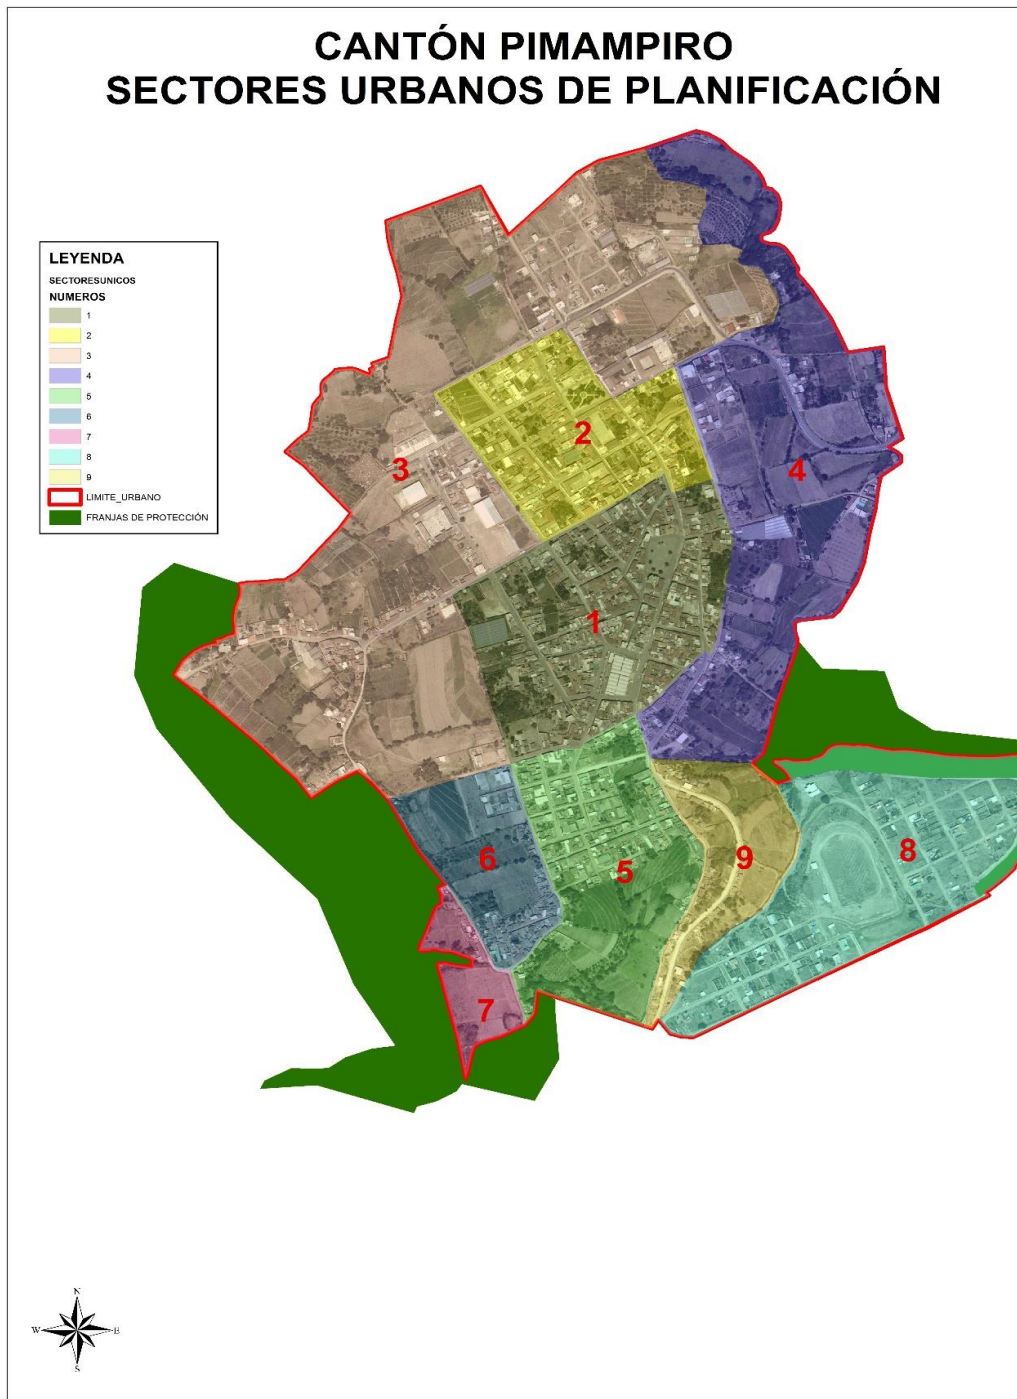 CANTÓN PIMAMPIRO
SECTORES URBANOS DE PLANIFICACIÓN
LEYENDA
SECTORESUNICOS
NUMEROS
1
2
3
4
5
6
7
8
9
LIMITE_URBANO
FRANJAS DE PROTECCIÓN
2
3
4
1
6
5
9
8
7
N
W
E
S